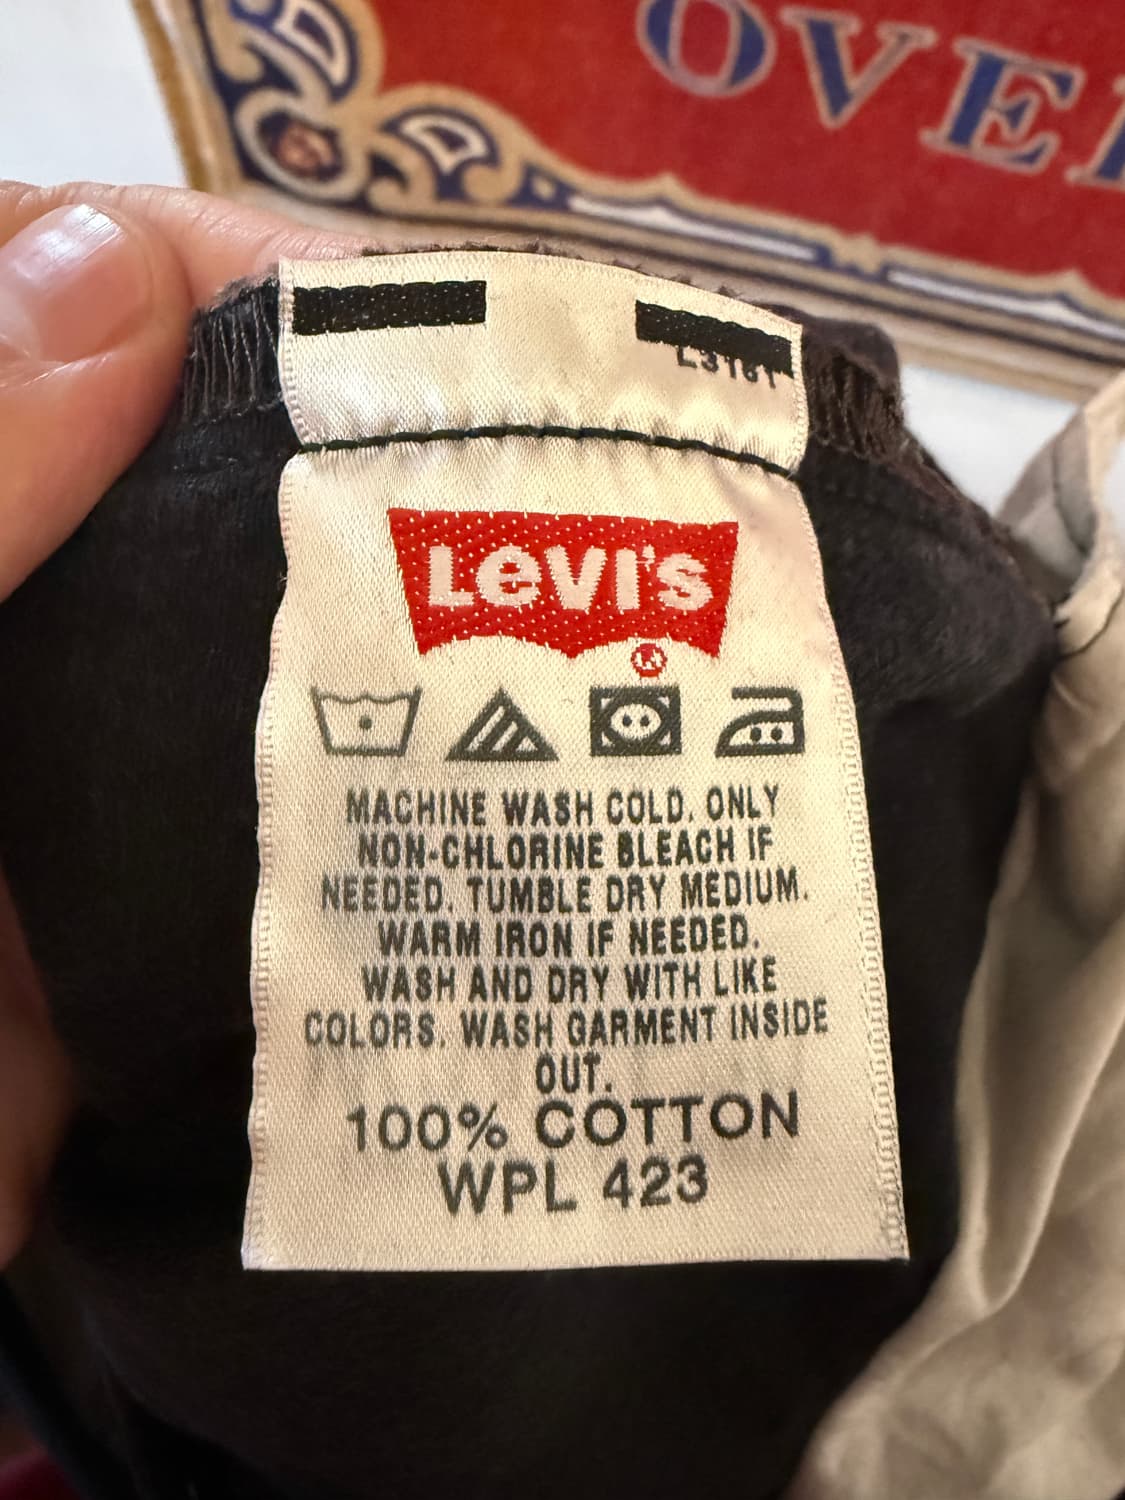 OVE
L3161
LEVI'S
MACHINE WASH COLD. ONLY
NON-CHLORINE BLEACH IF
NEEDED. TUMBLE DRY MEDIUM.
WARM IRON IF NEEDED.
WASH AND DRY WITH LIKE
COLORS. WASH GARMENT INSIDE
OUT.
100% COTTON
WPL 423